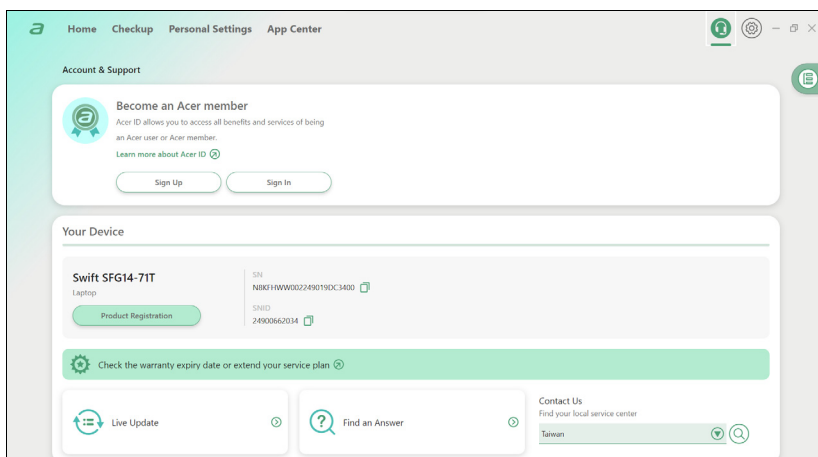 a Home Checkup Personal Settings App Center
Account & Support
Become an Acer member
Acer ID allows you to access all benefits and services of being
an Acer user or Acer member.
Learn more about Acer ID
Sign Up Sign In
Your Device
Swift SFG14-71T
Laptop
Product Registration
SN
N8KFHWW002249019DC3400
SNID
24900662034
Check the warranty expiry date or extend your service plan
Live Update
Find an Answer
Contact Us
Find your local service center
Taiwan